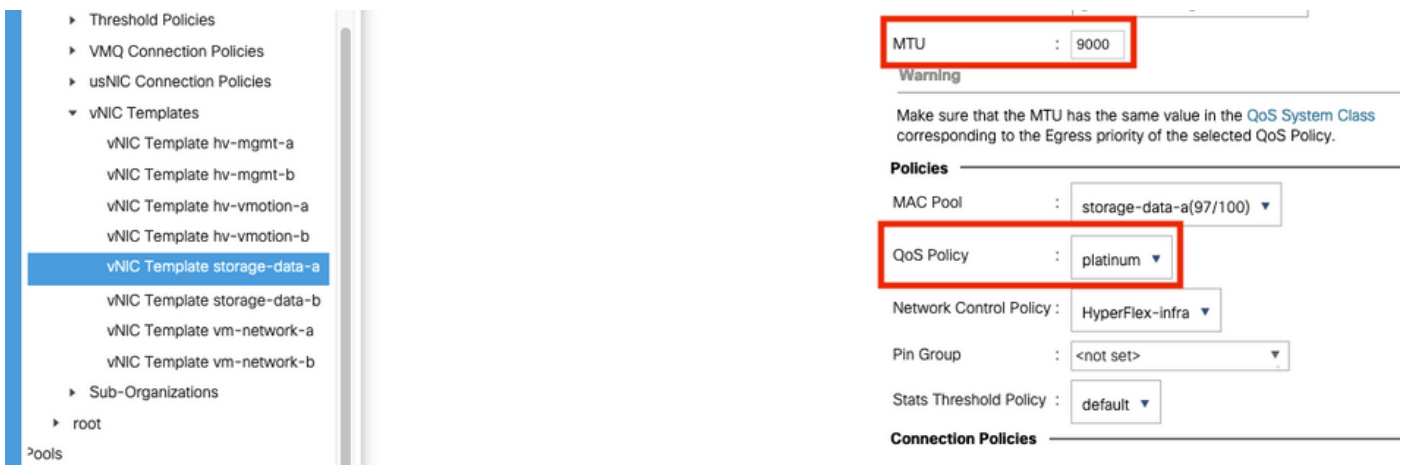 Threshold Policies
VMQ Connection Policies
usNIC Connection Policies
vNIC Templates
vNIC Template hv-mgmt-a
vNIC Template hv-mgmt-b
vNIC Template hv-vmotion-a
vNIC Template hv-vmotion-b
vNIC Template storage-data-a
vNIC Template storage-data-b
vNIC Template vm-network-a
vNIC Template vm-network-b
Sub-Organizations
root
Pools
MTU : 9000
Warning
Make sure that the MTU has the same value in the QoS System Class
corresponding to the Egress priority of the selected QoS Policy.
Policies
MAC Pool : storage-data-a(97/100)
QoS Policy : platinum
Network Control Policy : HyperFlex-infra
Pin Group : <not set>
Stats Threshold Policy : default
Connection Policies